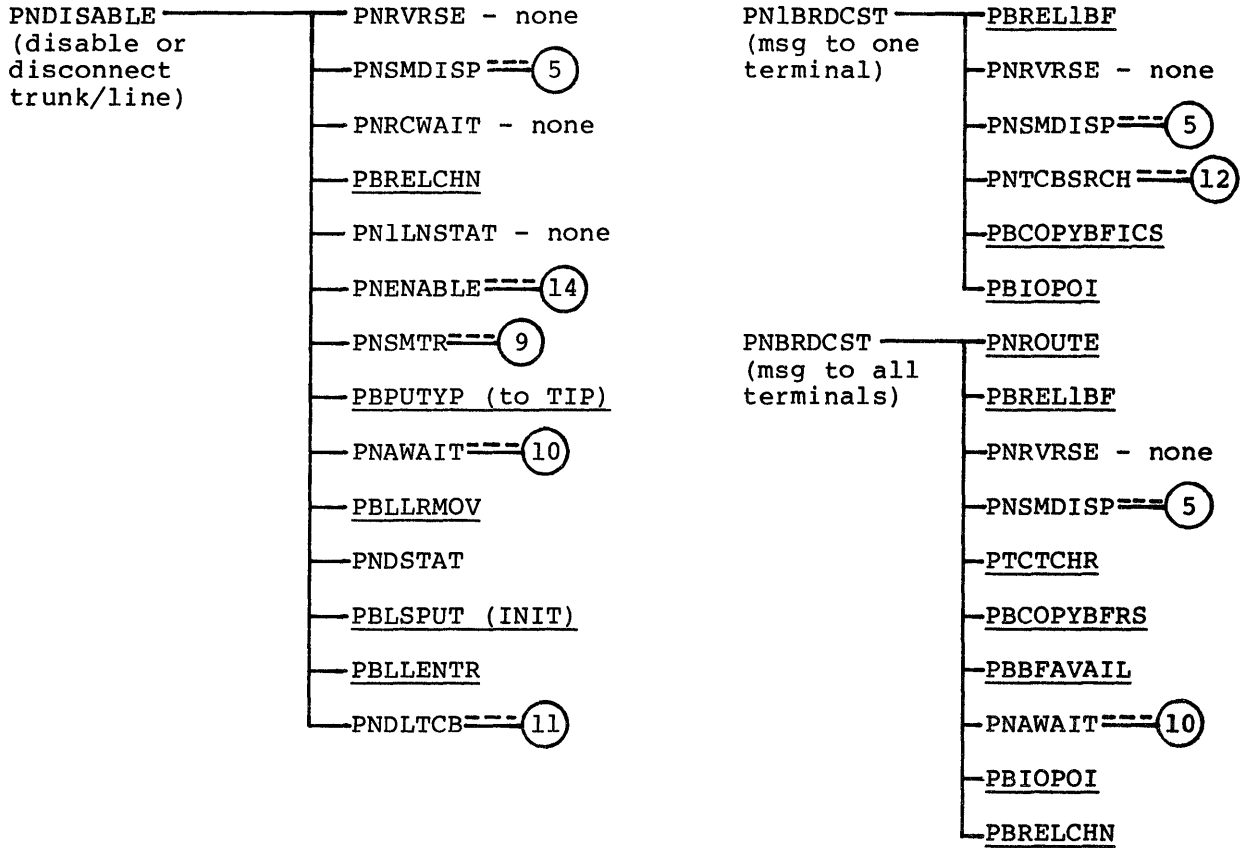 PNDISABLE
(disable or
disconnect
trunk/line)
PNRVRSE - none
PNSMDISP 5
PNRCWAIT - none
PBRELCHN
PN1LNSTAT - none
PNENABLE 14
PNSMTR 9
PBPUTYP (to TIP)
PNAWAIT 10
PBLLRMOV
PNDSTAT
PBLSPUT (INIT)
PBLLENTR
PNDLTCB 11
PN1BRDCST
(msg to one
terminal)
PBREL1BF
PNRVRSE - none
PNSMDISP 5
PNTCBSRCH 12
PBCOPYBFICS
PBIOPOI
PNBRDCST
(msg to all
terminals)
PNROUTE
PBREL1BF
PNRVRSE - none
PNSMDISP 5
PTCTCHR
PBCOPYBFRS
PBBFAVAIL
PNAWAIT 10
PBIOPOI
PBRELCHN